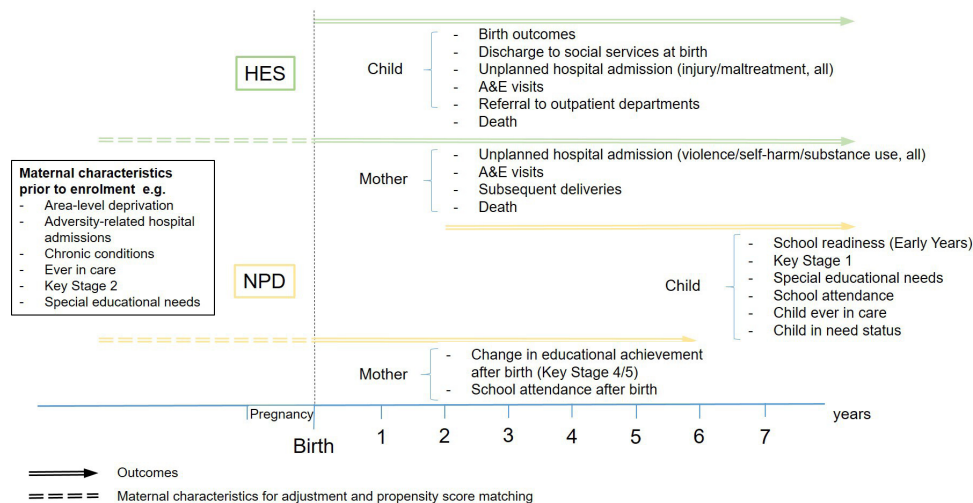 HES
Child
- Birth outcomes
- Discharge to social services at birth
- Unplanned hospital admission (injury/maltreatment, all)
- A&E visits
- Referral to outpatient departments
- Death
Mother
- Unplanned hospital admission (violence/self-harm/substance use, all)
- A&E visits
- Subsequent deliveries
- Death
Maternal characteristics
prior to enrolment e.g.
- Area-level deprivation
- Adversity-related hospital
admissions
- Chronic conditions
- Ever in care
- Key Stage 2
- Special educational needs
NPD
Child
- School readiness (Early Years)
- Key Stage 1
- Special educational needs
- School attendance
- Child ever in care
- Child in need status
Mother
- Change in educational achievement
after birth (Key Stage 4/5)
- School attendance after birth
Pregnancy
Birth
1 2 3 4 5 6 7
years
Outcomes
Maternal characteristics for adjustment and propensity score matching